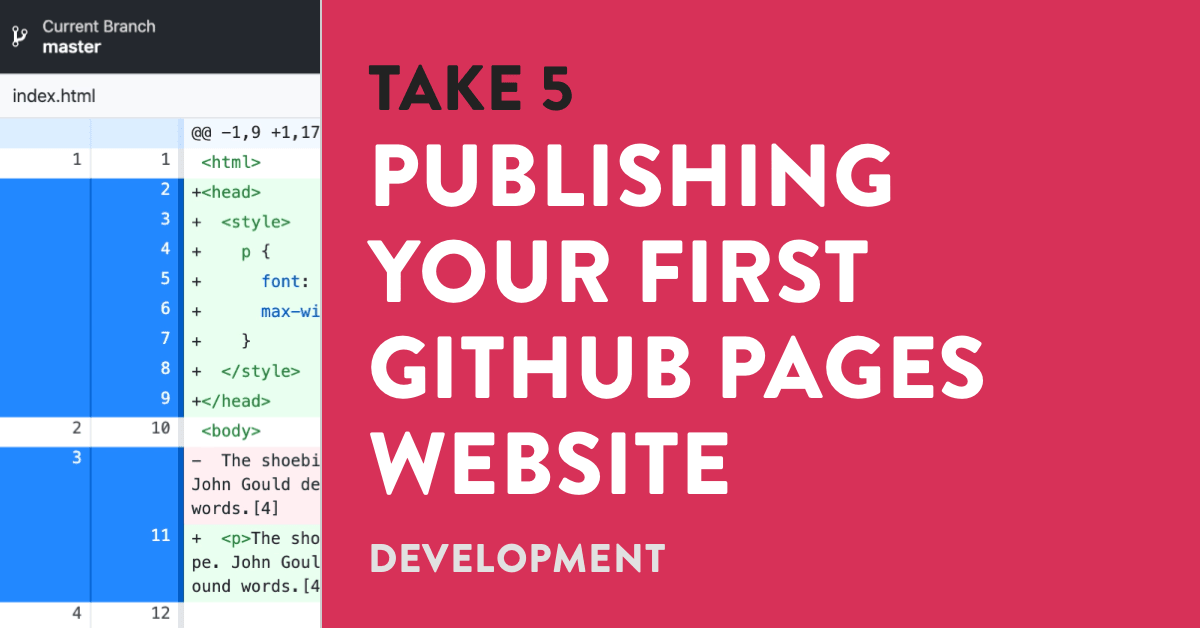 Current Branch
master
index.html
@@ -1,9 +1,17
1 1 <html>
2 +<head>
3 +  <style>
4 +    p {
5 +      font:
6 +      max-wi
7 +    }
8 +  </style>
9 +</head>
2 10 <body>
3 -  The shoebi
John Gould de
words.[4]
11 +  <p>The sho
pe. John Goul
ound words.[4
4 12
TAKE 5
PUBLISHING
YOUR FIRST
GITHUB PAGES
WEBSITE
DEVELOPMENT